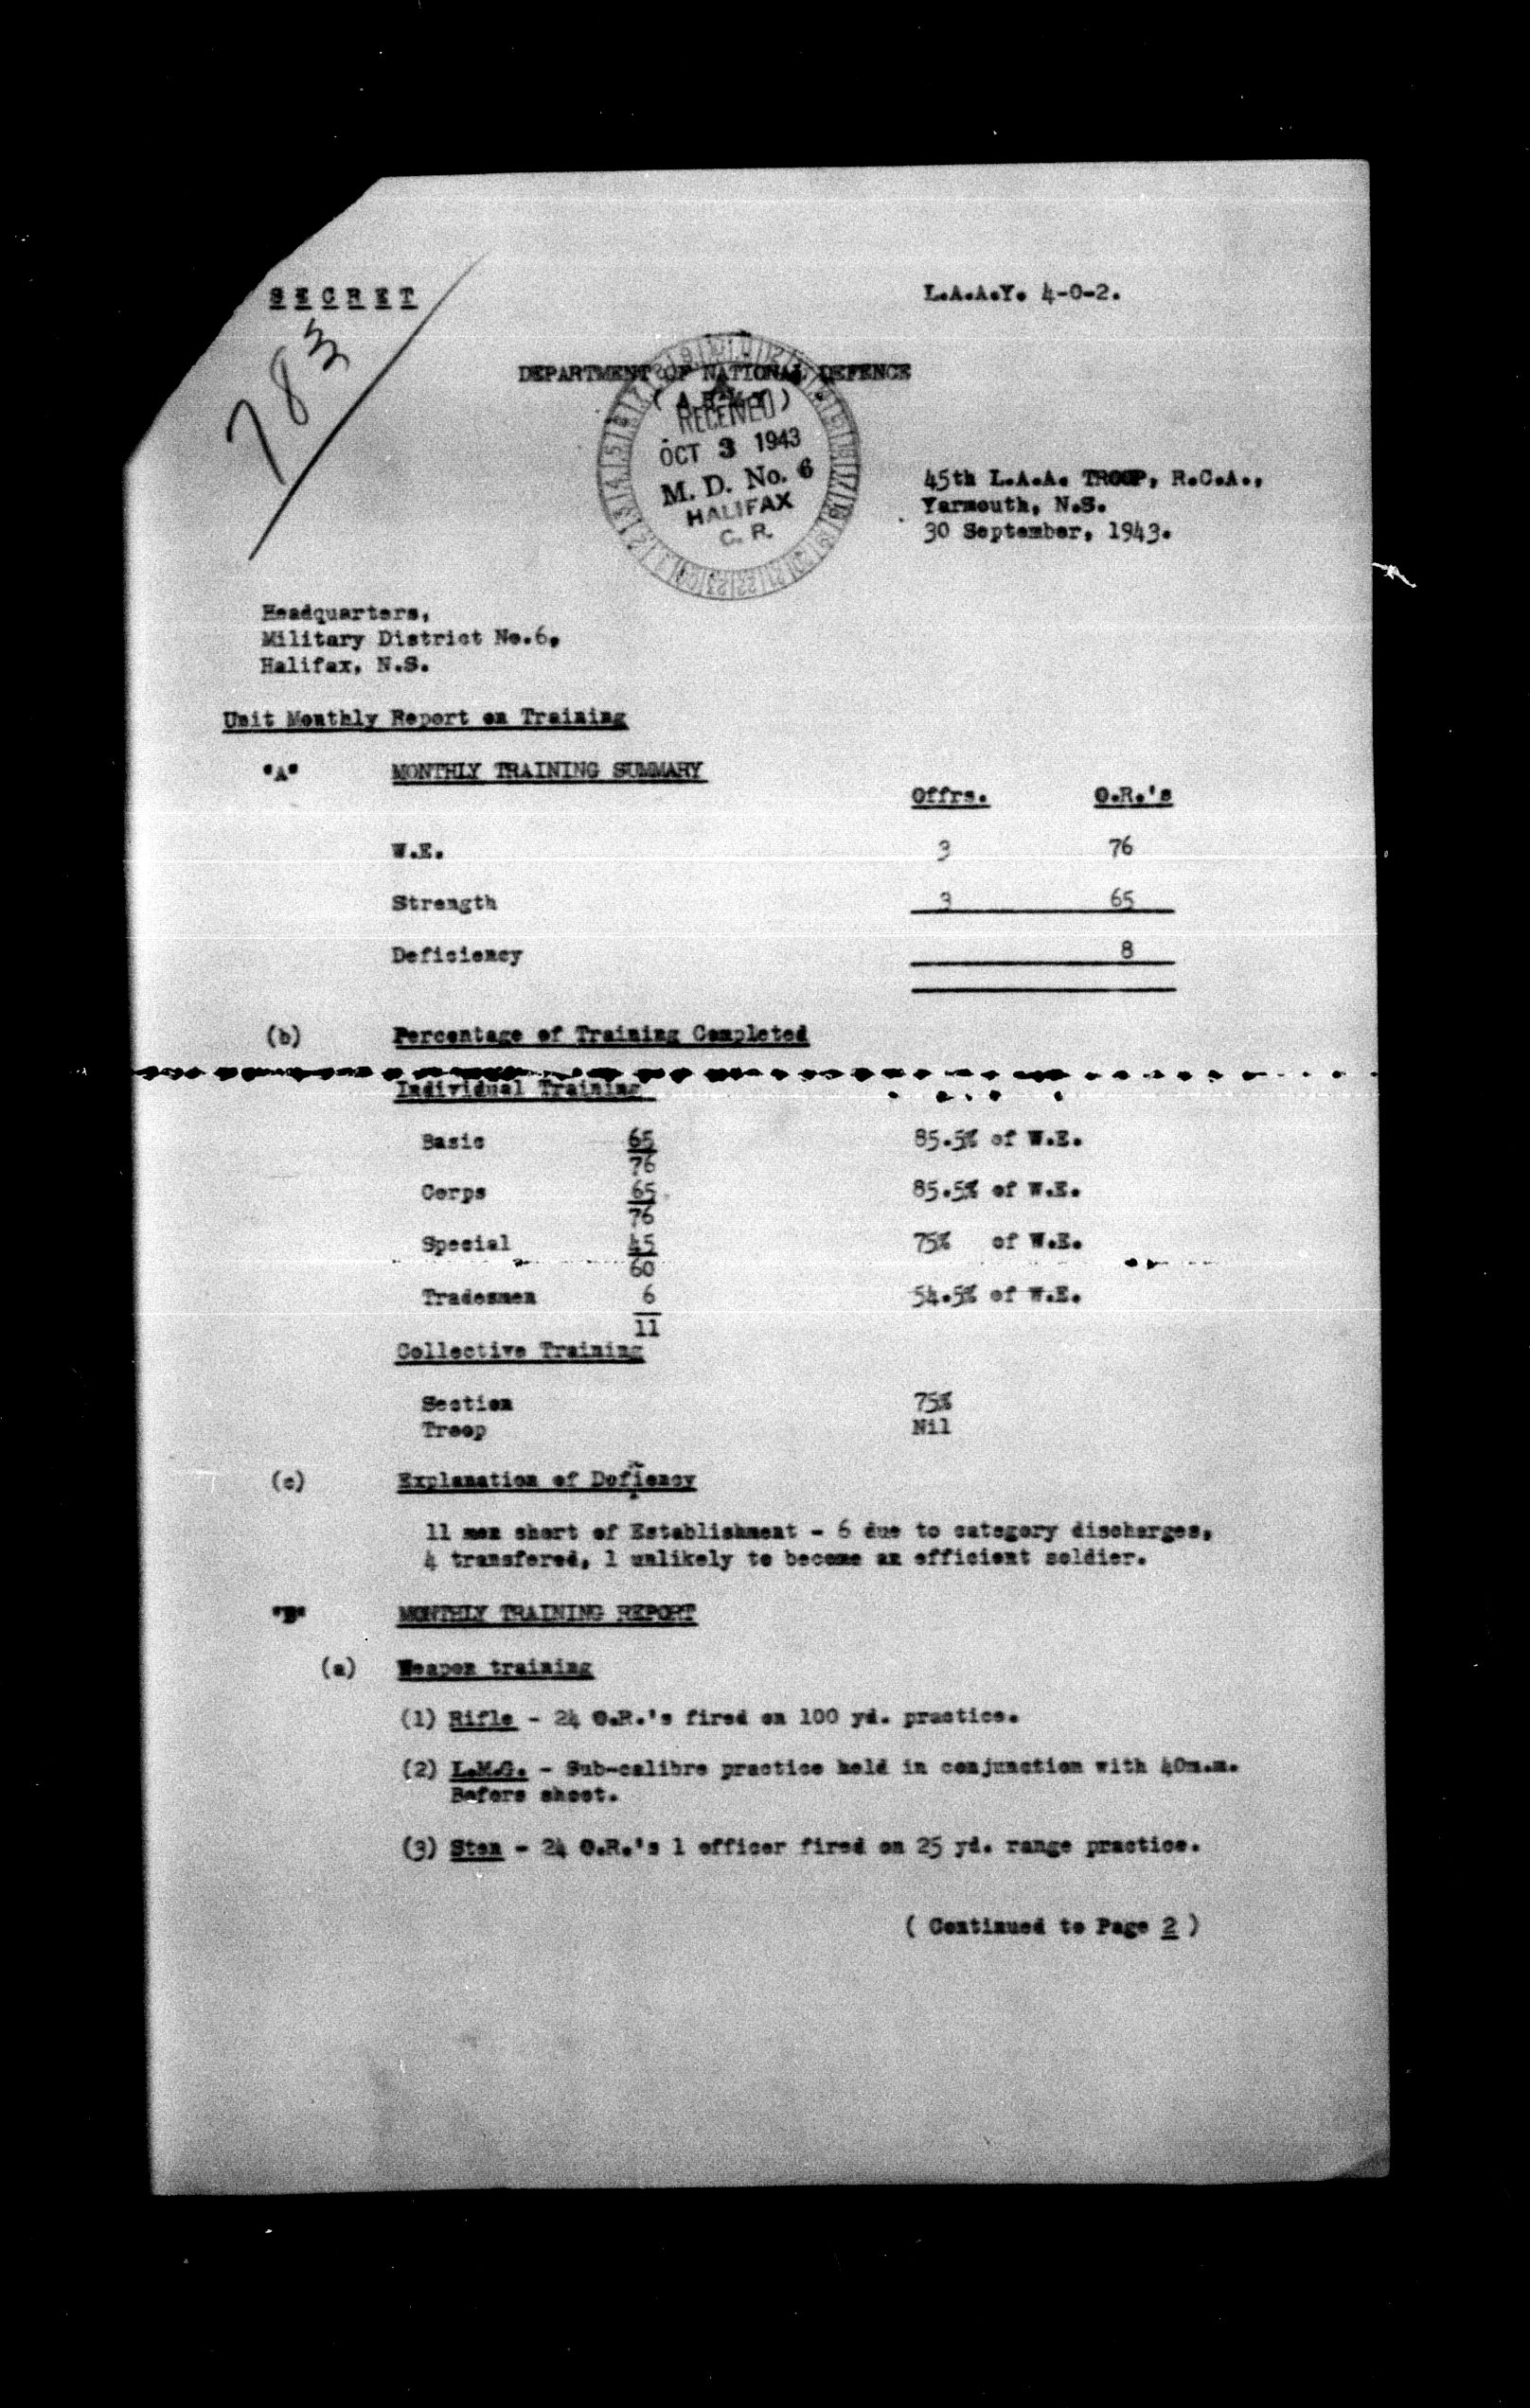 SECRET
L.A.A.Y. 4-0-2.
783
DEPARTMENT OF NATIONAL DEFENCE
( A R M Y )
RECEIVED
OCT 3 1943
M. D. No. 6
HALIFAX
C. R.
45th L.A.A. TROOP, R.C.A.,
Yarmouth, N.S.
30 September, 1943.
Headquarters,
Military District No.6,
Halifax, N.S.
Unit Monthly Report on Training
"A" MONTHLY TRAINING SUMMARY
Offrs. O.R.'s
W.E. 3 76
Strength 3 65
Deficiency 8
(b) Percentage of Training Completed
Individual Training
Basic 65 85.5% of W.E.
76
Corps 65 85.5% of W.E.
76
Special 45 75% of W.E.
60
Tradesmen 6 54.5% of W.E.
11
Collective Training
Section 75%
Troop Nil
(c) Explanation of Defiency
11 men short of Establishment - 6 due to category discharges,
4 transfered, 1 unlikely to become an efficient soldier.
"B" MONTHLY TRAINING REPORT
(a) Weapon training
(1) Rifle - 24 O.R.'s fired on 100 yd. practice.
(2) L.M.G. - Sub-calibre practice held in conjunction with 40m.m.
Bofors shoot.
(3) Sten - 24 O.R.'s 1 officer fired on 25 yd. range practice.
( Continued to Page 2 )